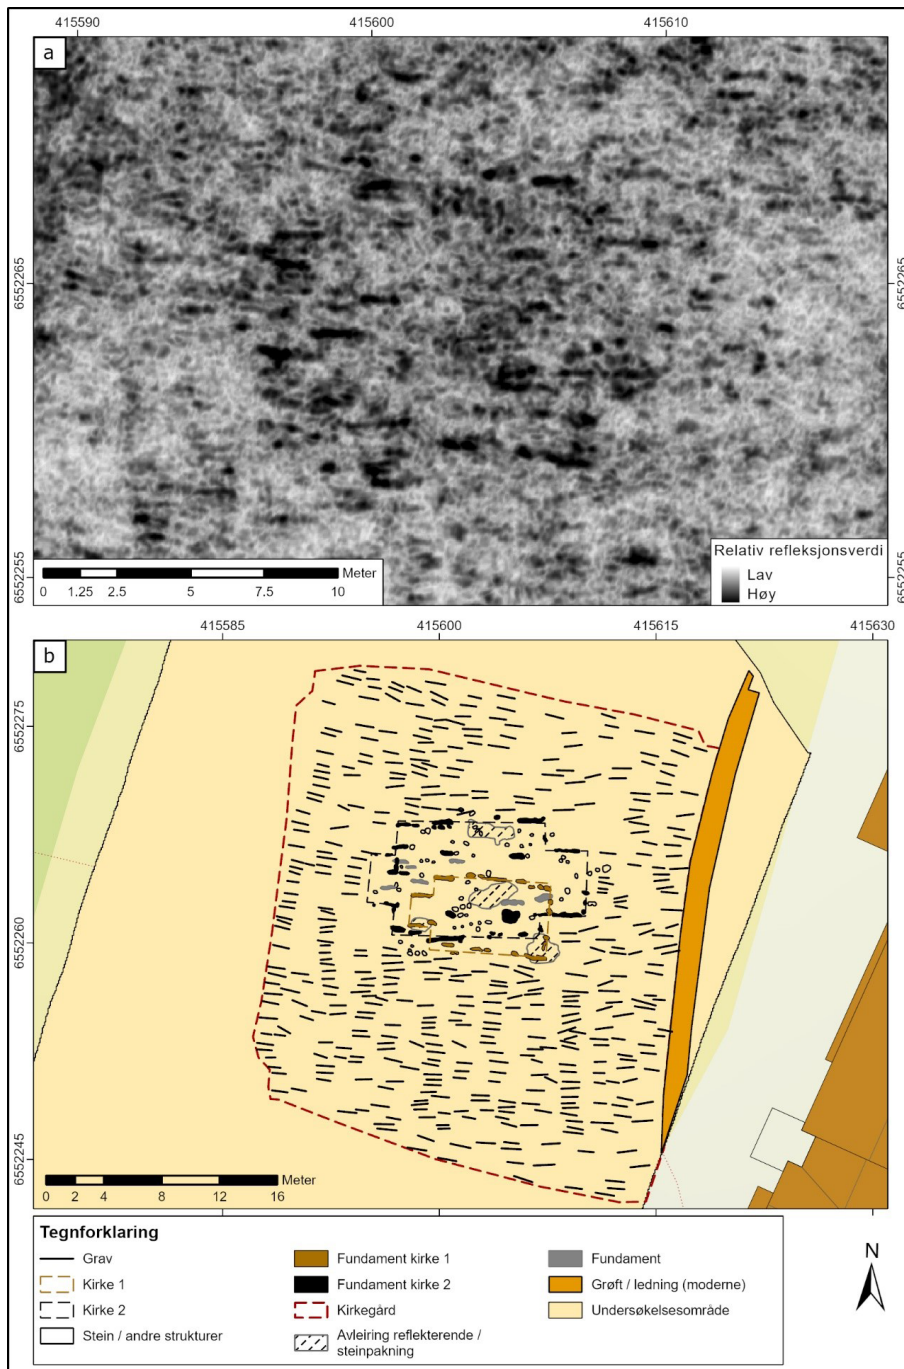 415590 415600 415610
a
6552265 6552265
6552255 6552255
Meter
0 1.25 2.5 5 7.5 10
Relativ refleksjonsverdi
Lav
Høy
415585 415600 415615 415630
b
6552275
6552260
6552245
Meter
0 2 4 8 12 16
Tegnforklaring
Grav
Kirke 1
Kirke 2
Stein / andre strukturer
Fundament kirke 1
Fundament kirke 2
Kirkegård
Avleiring reflekterende /
steinpakning
Fundament
Grøft / ledning (moderne)
Undersøkelsesområde
N